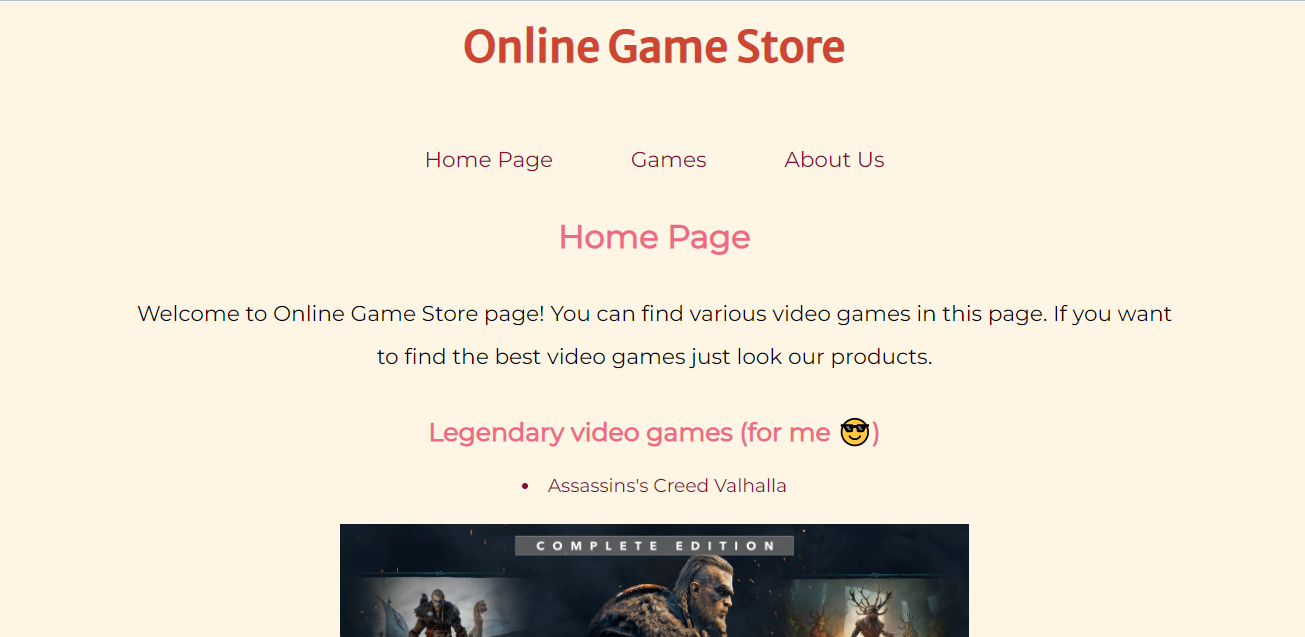 Online Game Store
Home Page Games About Us
Home Page
Welcome to Online Game Store page! You can find various video games in this page. If you want
to find the best video games just look our products.
Legendary video games (for me 😎)
• Assassins's Creed Valhalla
COMPLETE EDITION